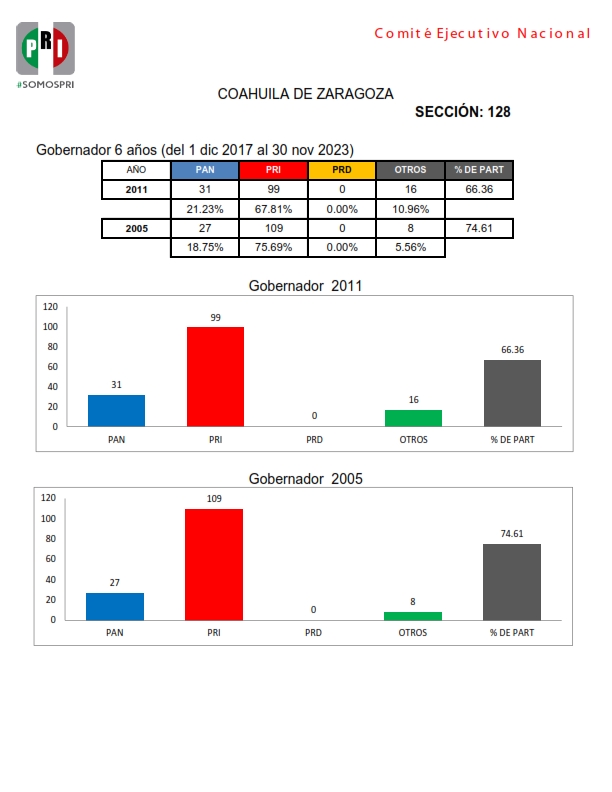 PRI
#SOMOSPRI
Comité Ejecutivo Nacional
COAHUILA DE ZARAGOZA
SECCIÓN: 128
Gobernador 6 años (del 1 dic 2017 al 30 nov 2023)
AÑO PAN PRI PRD OTROS % DE PART
2011 31 99 0 16 66.36
21.23% 67.81% 0.00% 10.96%
2005 27 109 0 8 74.61
18.75% 75.69% 0.00% 5.56%
Gobernador 2011
120
100
80
60
40
20
0
31
99
0
16
66.36
PAN PRI PRD OTROS % DE PART
Gobernador 2005
120
100
80
60
40
20
0
27
109
0
8
74.61
PAN PRI PRD OTROS % DE PART